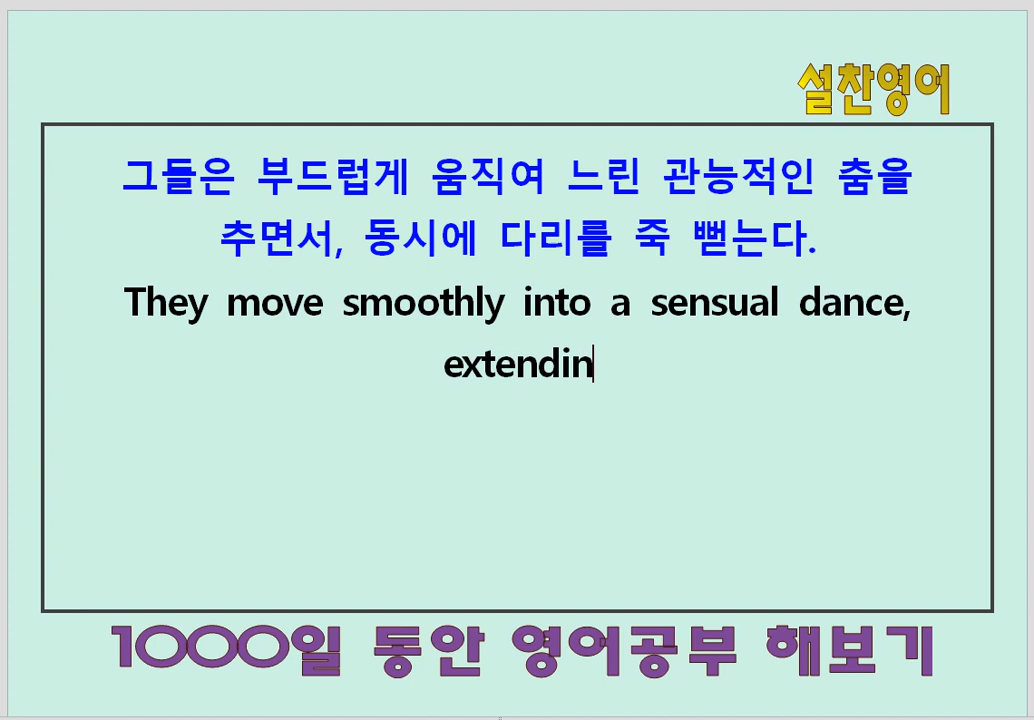 설찬영어
그들은 부드럽게 움직여 느린 관능적인 춤을
추면서, 동시에 다리를 죽 뻗는다.
They move smoothly into a sensual dance,
extendin
1000일 동안 영어공부 해보기